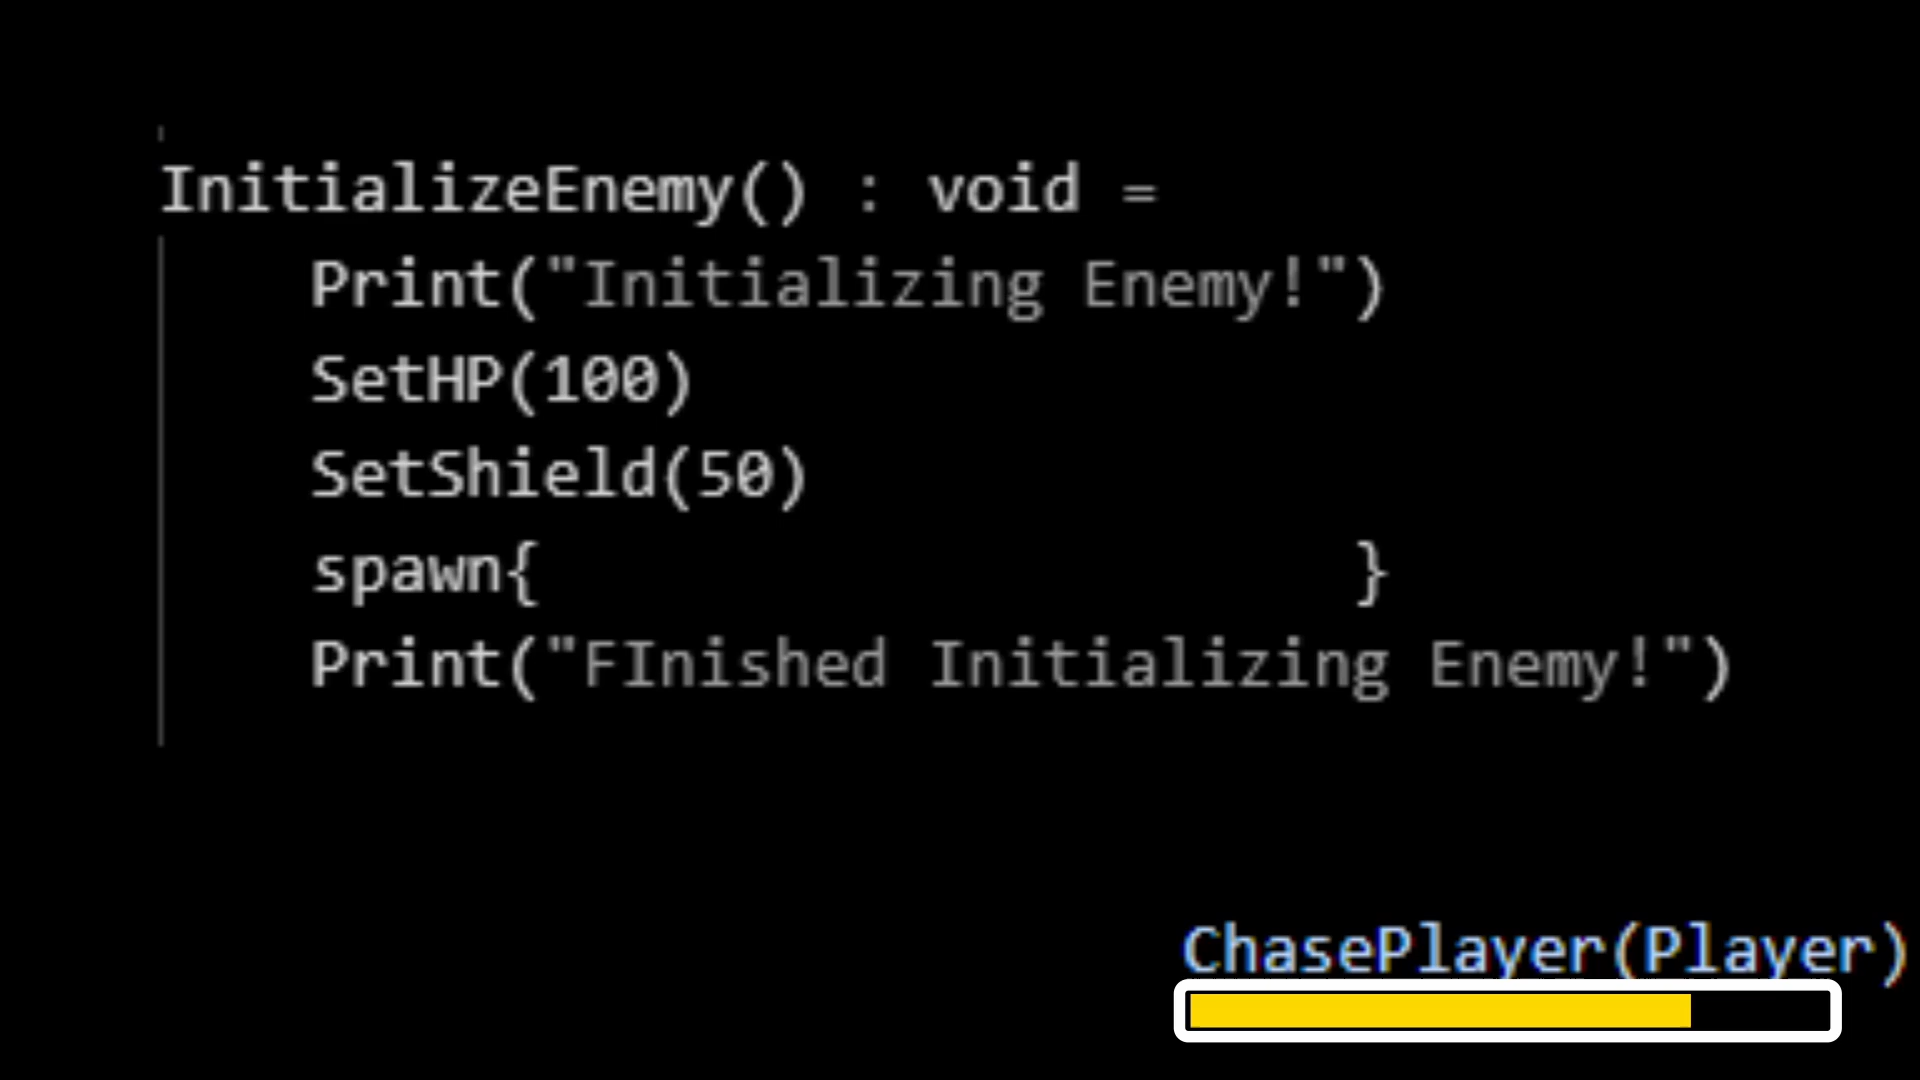 InitializeEnemy() : void =
Print("Initializing Enemy!")
SetHP(100)
SetShield(50)
spawn{ }
Print("FInished Initializing Enemy!")
ChasePlayer(Player)